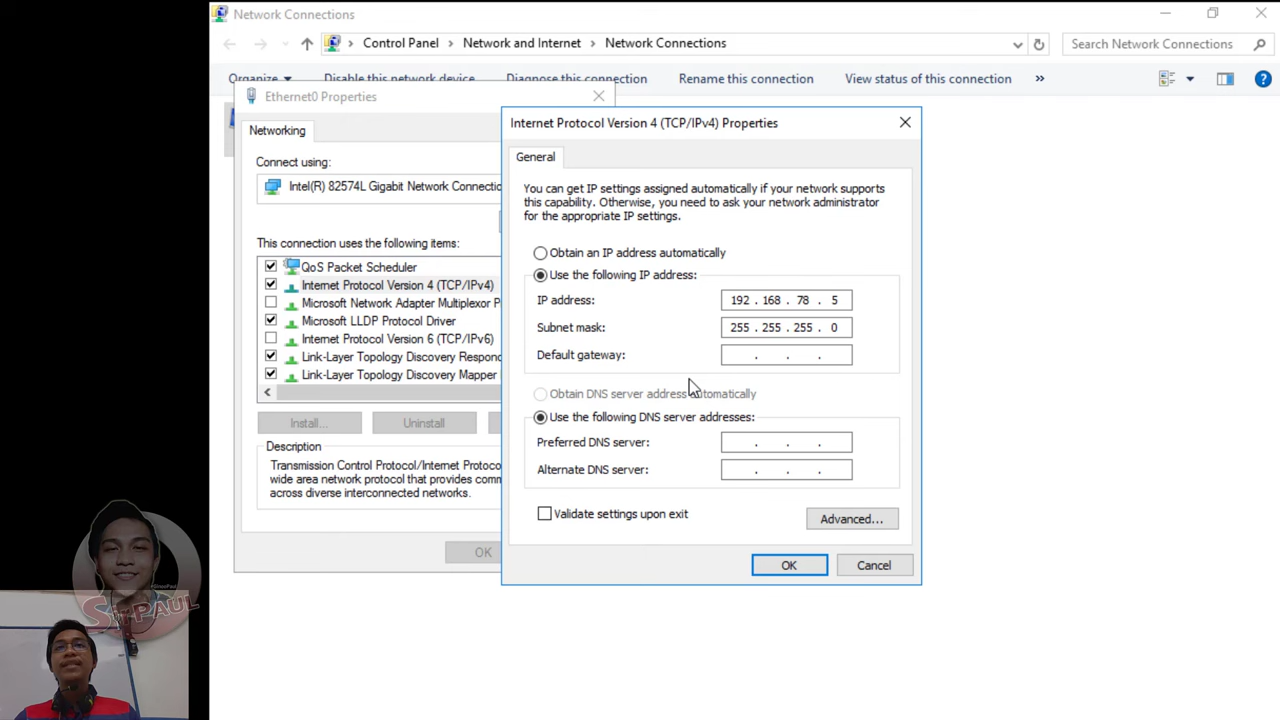 Network Connections
Control Panel
Network and Internet
Network Connections
Search Network Connections
Organize
Disable this network device
Diagnose this connection
Rename this connection
View status of this connection
»
Ethernet0 Properties
Networking
Connect using:
Intel(R) 82574L Gigabit Network Connectio
This connection uses the following items:
QoS Packet Scheduler
Internet Protocol Version 4 (TCP/IPv4)
Microsoft Network Adapter Multiplexor P
Microsoft LLDP Protocol Driver
Internet Protocol Version 6 (TCP/IPv6)
Link-Layer Topology Discovery Respon
Link-Layer Topology Discovery Mapper
Install...
Uninstall
Description
Transmission Control Protocol/Internet Protoco
wide area network protocol that provides comm
across diverse interconnected networks.
OK
Internet Protocol Version 4 (TCP/IPv4) Properties
General
You can get IP settings assigned automatically if your network supports
this capability. Otherwise, you need to ask your network administrator
for the appropriate IP settings.
Obtain an IP address automatically
Use the following IP address:
IP address: 192 . 168 . 78 . 5
Subnet mask: 255 . 255 . 255 . 0
Default gateway: . . .
Obtain DNS server address automatically
Use the following DNS server addresses:
Preferred DNS server: . . .
Alternate DNS server: . . .
Validate settings upon exit
Advanced...
OK
Cancel
SirPAUL